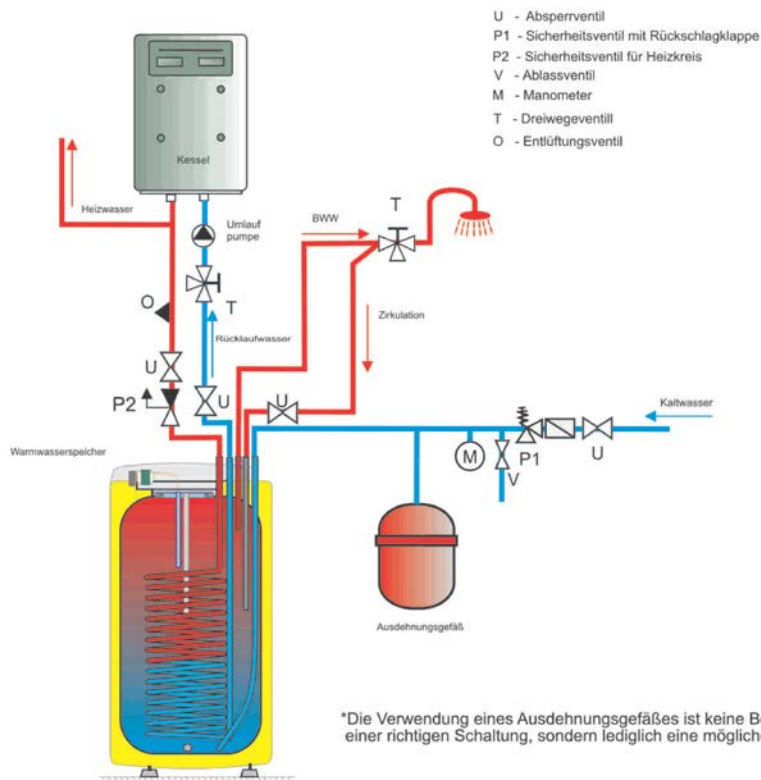 U - Absperrventil
P1 - Sicherheitsventil mit Rückschlagklappe
P2 - Sicherheitsventil für Heizkreis
V - Ablassventil
M - Manometer
T - Dreiwegeventill
O - Entlüftungsventil
Kessel
Heizwasser
Umlauf
pumpe
BWW
T
O
T
Zirkulation
Rücklaufwasser
U
U
U
P2
Kaltwasser
Warmwasserspeicher
M
V
P1
U
Ausdehnungsgefäß
*Die Verwendung eines Ausdehnungsgefäßes ist keine B
einer richtigen Schaltung, sondern lediglich eine möglich